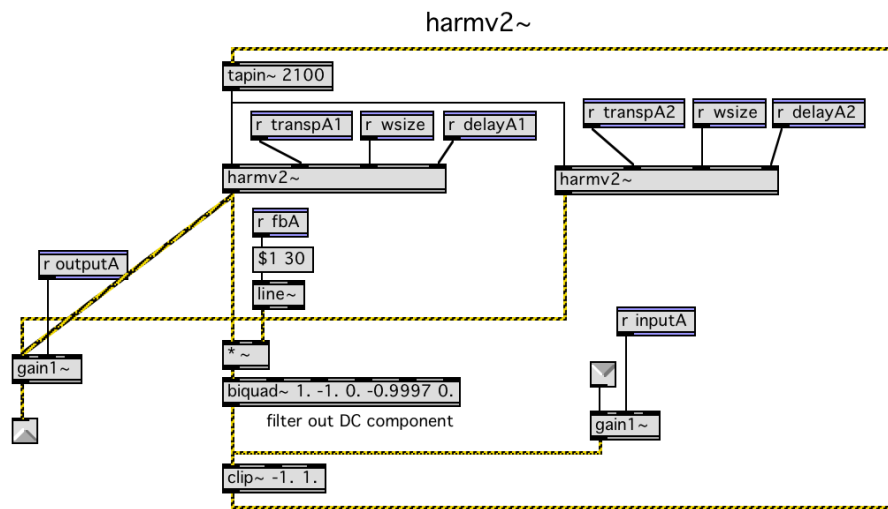 harmv2~
tapin~ 2100
r transpA1
r wsize
r delayA1
r transpA2
r wsize
r delayA2
harmv2~
harmv2~
r fbA
$1 30
r outputA
line~
r inputA
* ~
gain1~
biquad~ 1. -1. 0. -0.9997 0.
filter out DC component
gain1~
clip~ -1. 1.